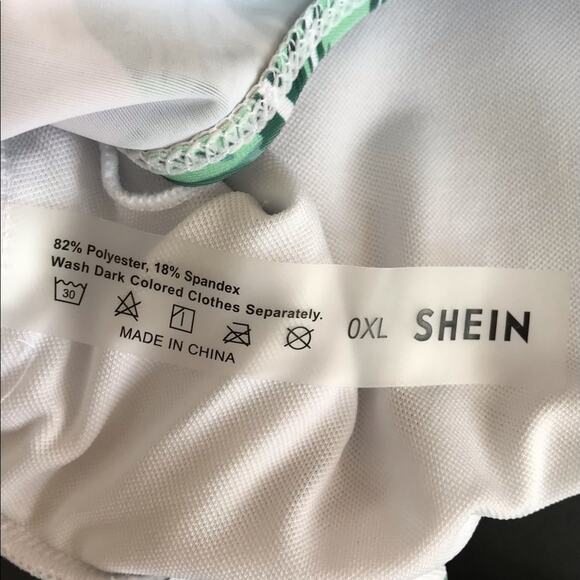 82% Polyester, 18% Spandex
Wash Dark Colored Clothes Separately.
30
MADE IN CHINA
0XL SHEIN